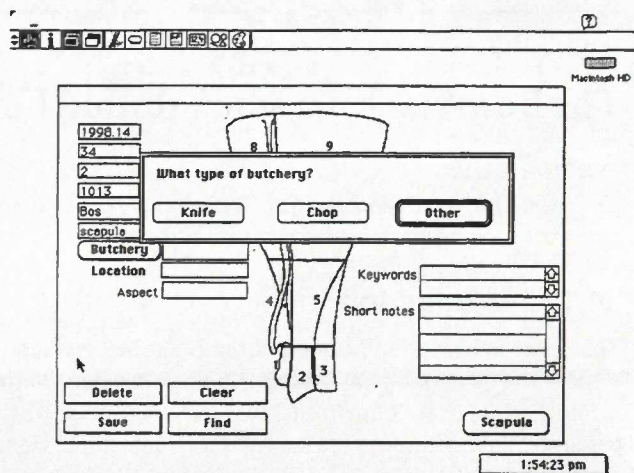 Macintosh HD
1998.14
34
2
1013
Bos
scapula
8 9
What type of butchery?
Knife Chop Other
Butchery
Location
Aspect
4 5
Keywords
Short notes
2 3
Delete Clear
Save Find
Scapula
1:54:23 pm